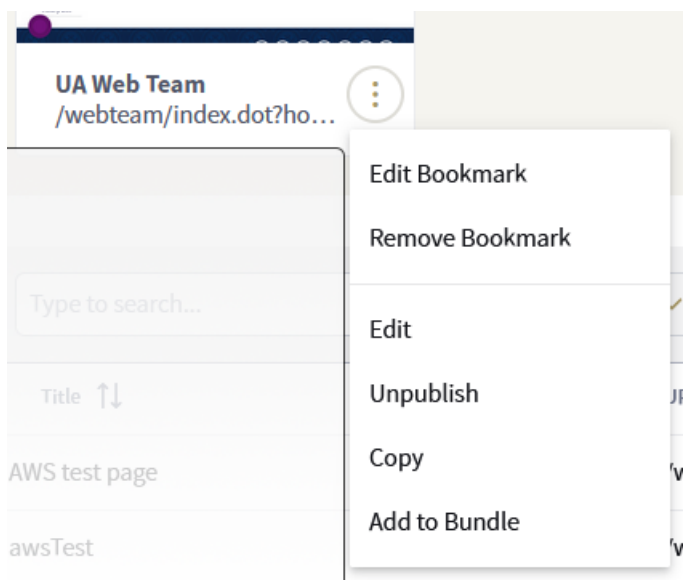 UA Web Team
/webteam/index.dot?ho...
Edit Bookmark
Remove Bookmark
Type to search...
Edit
Title
Unpublish
Copy
AWS test page
Add to Bundle
awsTest